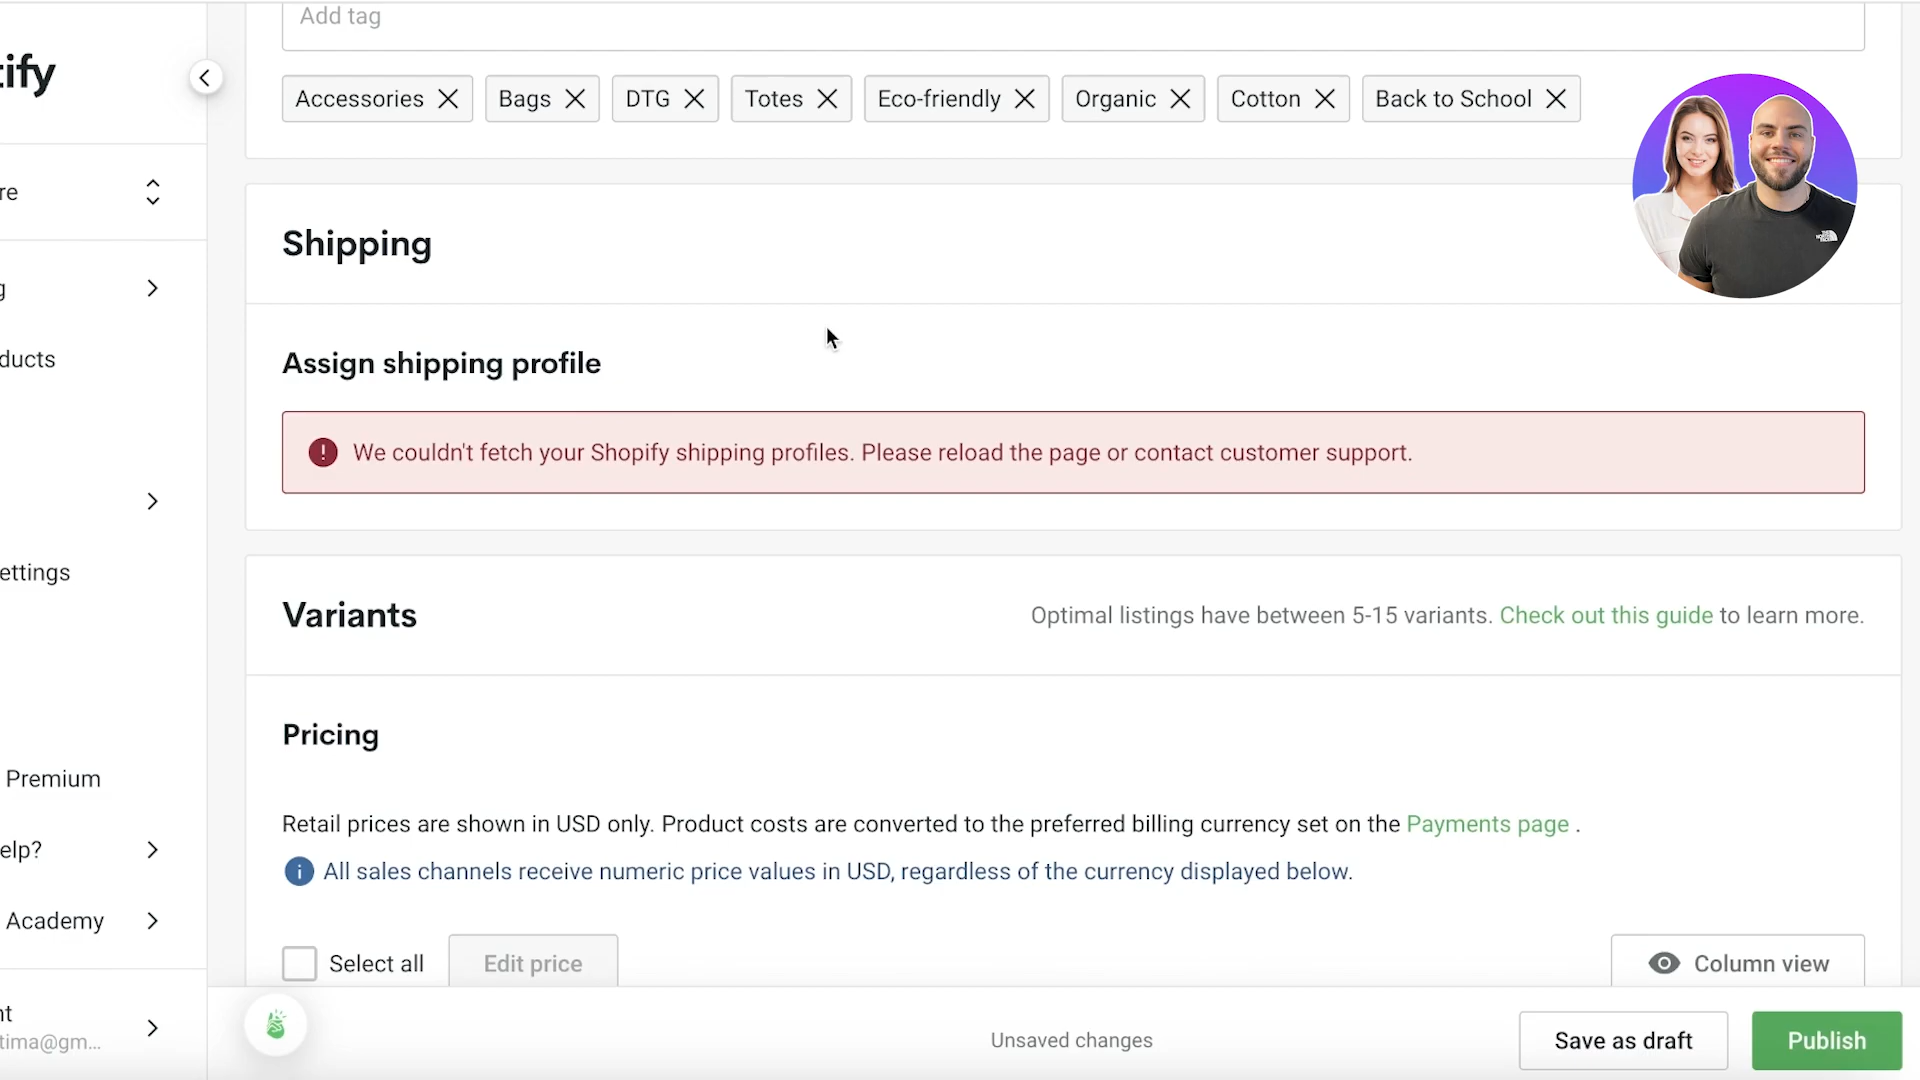 Add tag
tify
Accessories Bags DTG Totes Eco-friendly Organic Cotton Back to School
re
Shipping
g
Assign shipping profile
ducts
We couldn't fetch your Shopify shipping profiles. Please reload the page or contact customer support.
ettings
Variants
Optimal listings have between 5-15 variants. Check out this guide to learn more.
Pricing
Premium
Retail prices are shown in USD only. Product costs are converted to the preferred billing currency set on the Payments page .
elp?
All sales channels receive numeric price values in USD, regardless of the currency displayed below.
Academy
Select all Edit price Column view
nt
tima@gm...
Unsaved changes
Save as draft Publish